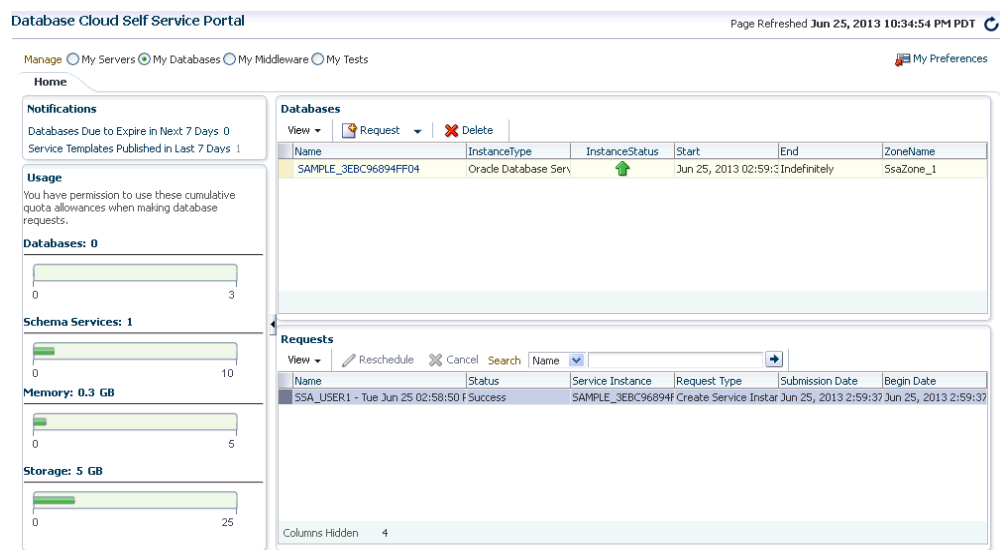 Database Cloud Self Service Portal
Page Refreshed Jun 25, 2013 10:34:54 PM PDT
Manage My Servers My Databases My Middleware My Tests
My Preferences
Home
Notifications
Databases Due to Expire in Next 7 Days 0
Service Templates Published in Last 7 Days 1
Usage
You have permission to use these cumulative
quota allowances when making database
requests.
Databases: 0
0 3
Schema Services: 1
0 10
Memory: 0.3 GB
0 5
Storage: 5 GB
0 25
Databases
View Request Delete
Name InstanceType InstanceStatus Start End ZoneName
SAMPLE_3EBC96894FF04 Oracle Database Serv Jun 25, 2013 02:59:3 Indefinitely SsaZone_1
Requests
View Reschedule Cancel Search Name
Name Status Service Instance Request Type Submission Date Begin Date
SSA_USER1 - Tue Jun 25 02:58:50 P Success SAMPLE_3EBC96894F Create Service Instar Jun 25, 2013 2:59:37 Jun 25, 2013 2:59:37
Columns Hidden 4